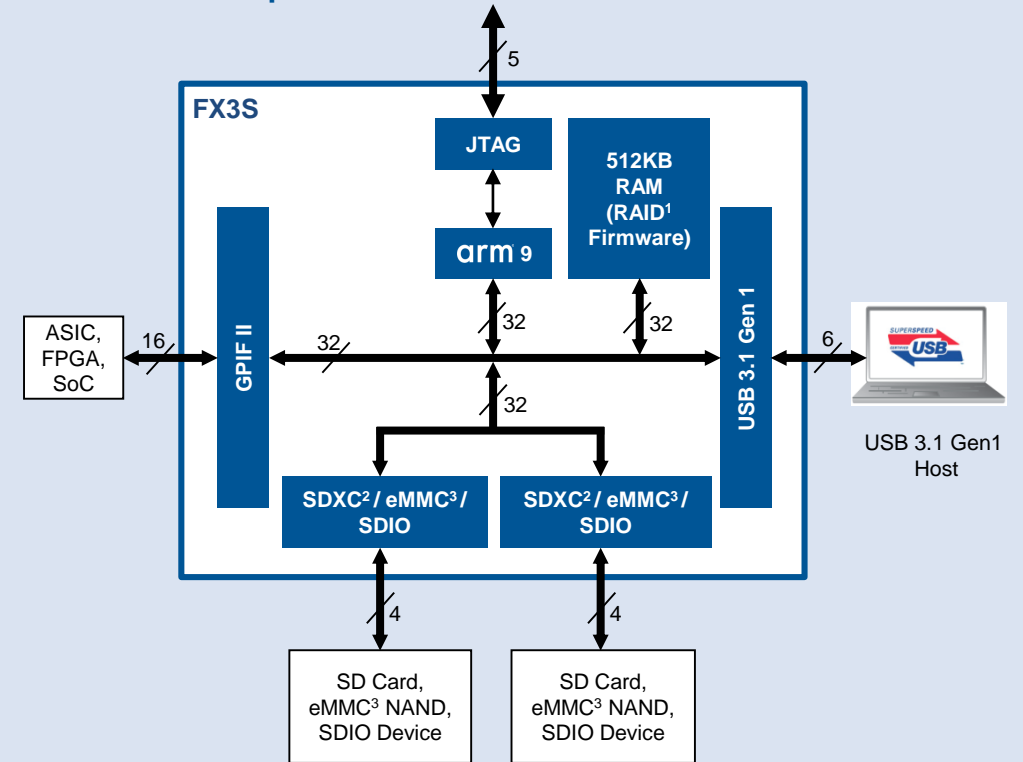 5
FX3S
JTAG
512KB
RAM
(RAID¹
Firmware)
arm 9
GPIF II
USB 3.1 Gen 1
32
32
ASIC,
FPGA,
SoC
16
32
6
SUPERSPEED
CERTIFIED USB
USB 3.1 Gen1
Host
32
SDXC² / eMMC³ /
SDIO
SDXC² / eMMC³ /
SDIO
4
4
SD Card,
eMMC³ NAND,
SDIO Device
SD Card,
eMMC³ NAND,
SDIO Device